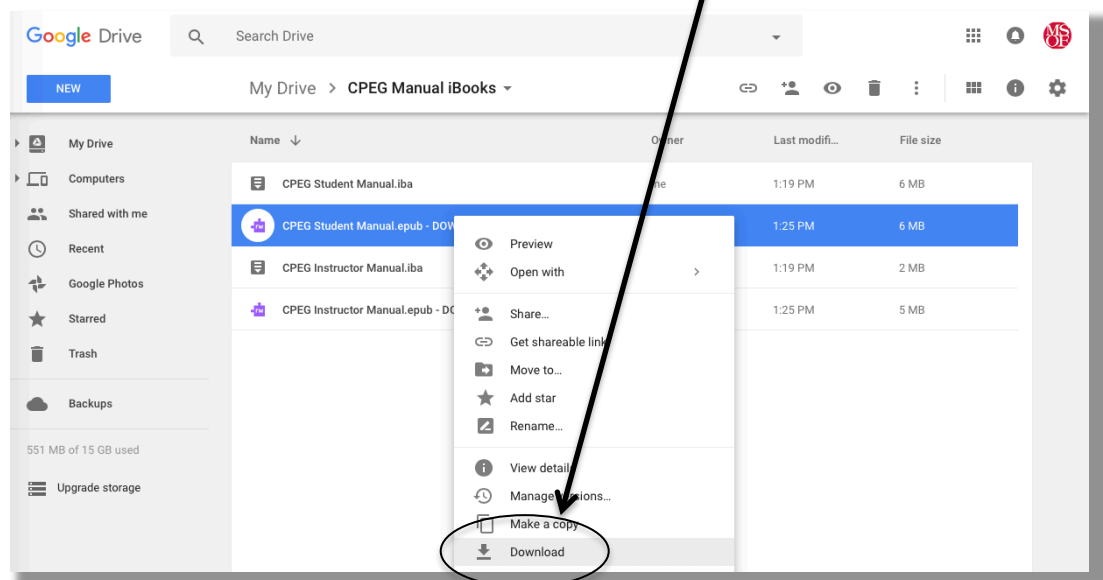 Google Drive
Search Drive
MS
OF
NEW
My Drive > CPEG Manual iBooks
Name
Owner
Last modifi...
File size
My Drive
Computers
Shared with me
Recent
Google Photos
Starred
Trash
Backups
551 MB of 15 GB used
Upgrade storage
CPEG Student Manual.iba
me
1:19 PM
6 MB
CPEG Student Manual.epub - DOW
1:25 PM
6 MB
CPEG Instructor Manual.iba
1:19 PM
2 MB
CPEG Instructor Manual.epub - DO
1:25 PM
5 MB
Preview
Open with
Share...
Get shareable link
Move to...
Add star
Rename...
View details
Manage versions...
Make a copy
Download